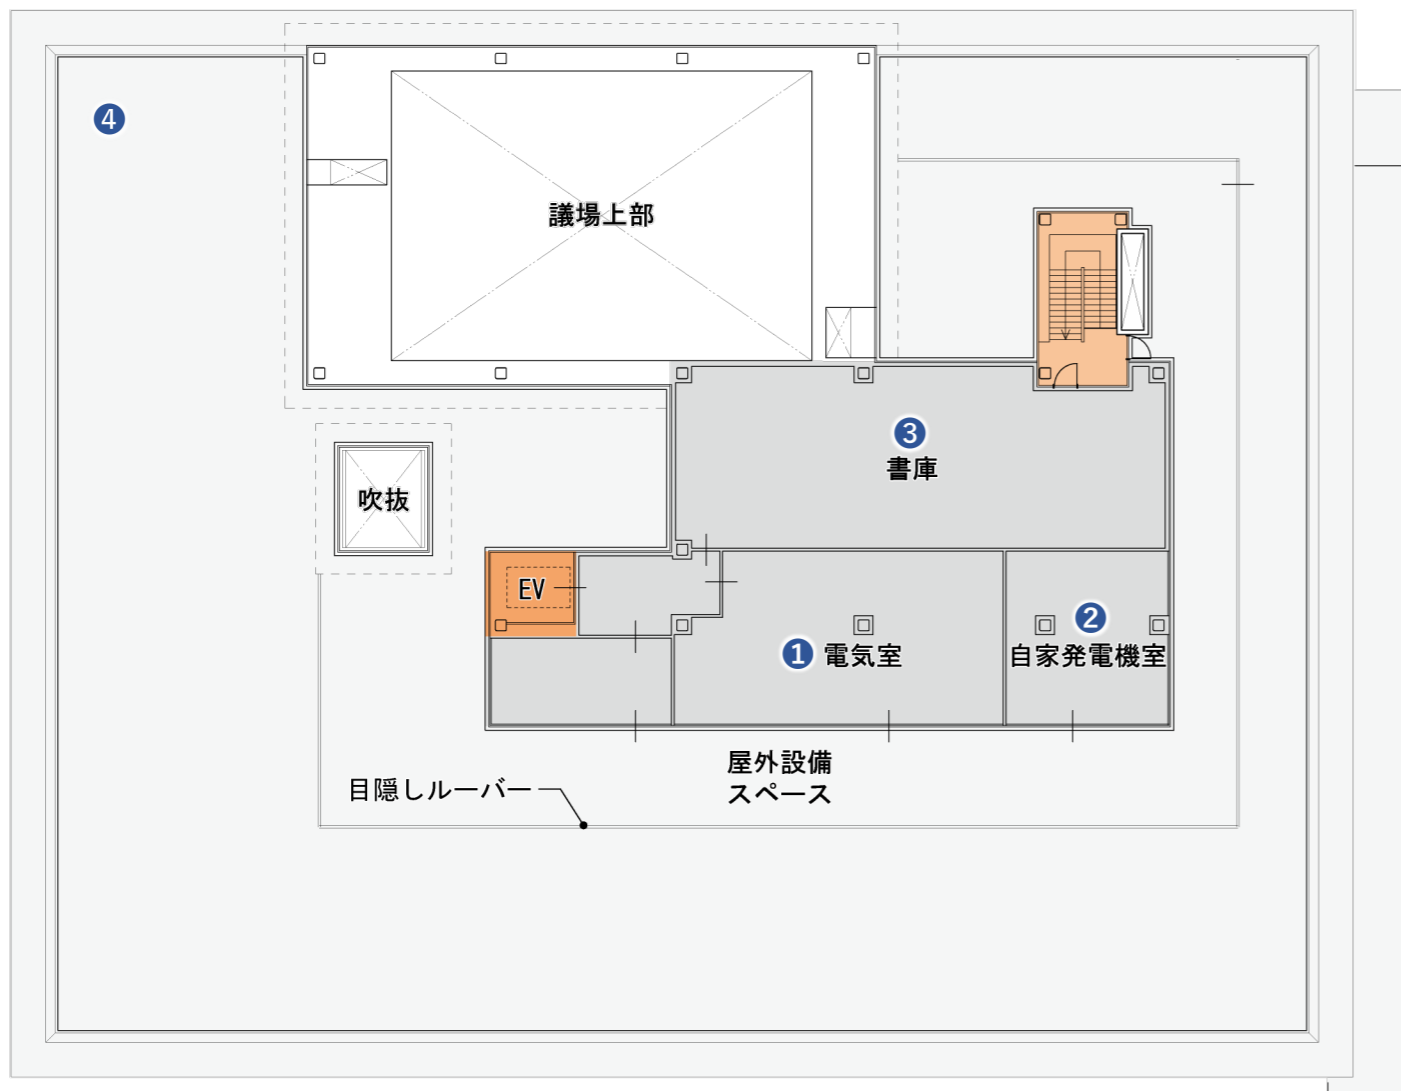 ④
議場上部
③
書庫
吹抜
EV
① 電気室
②
自家発電機室
屋外設備
スペース
目隠しルーバー